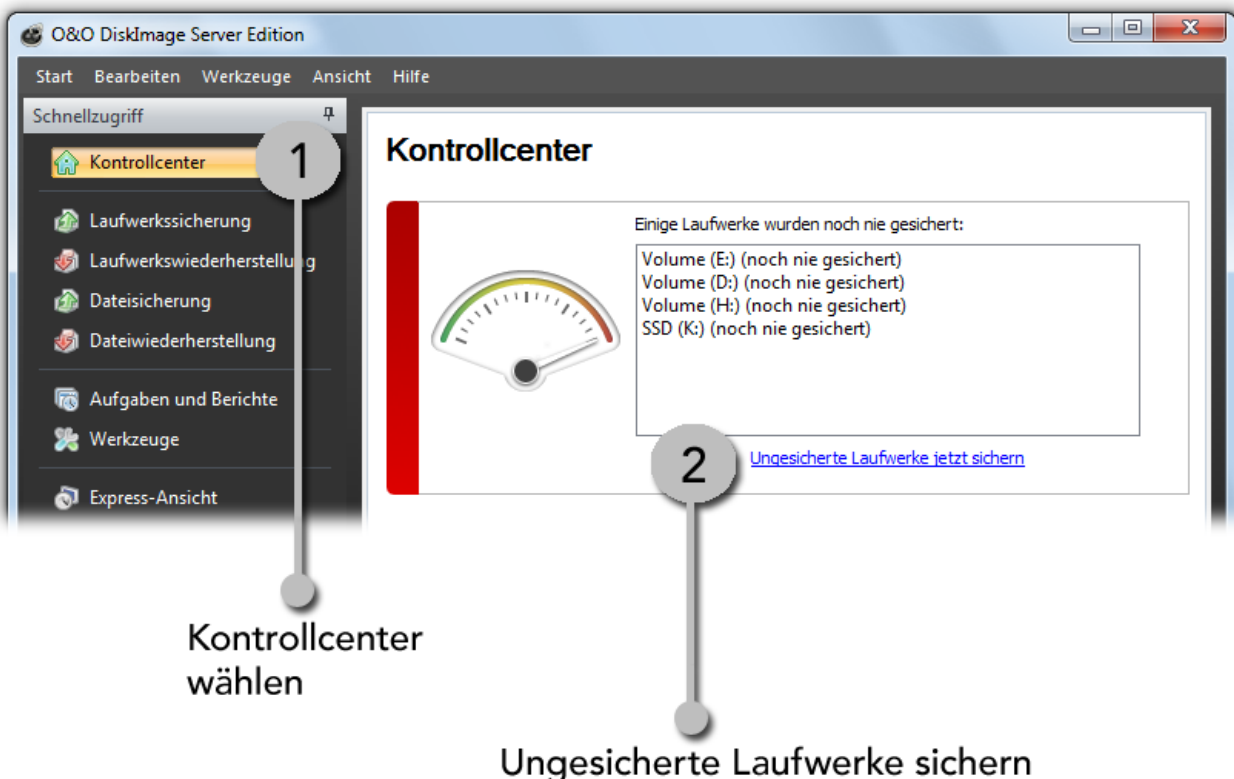 O&O DiskImage Server Edition
Start Bearbeiten Werkzeuge Ansicht Hilfe
Schnellzugriff
Kontrollcenter
1
Laufwerkssicherung
Laufwerkswiederherstellung
Dateisicherung
Dateiwiederherstellung
Aufgaben und Berichte
Werkzeuge
Express-Ansicht
Kontrollcenter
Einige Laufwerke wurden noch nie gesichert:
Volume (E:) (noch nie gesichert)
Volume (D:) (noch nie gesichert)
Volume (H:) (noch nie gesichert)
SSD (K:) (noch nie gesichert)
2
Ungesicherte Laufwerke jetzt sichern
Kontrollcenter
wählen
Ungesicherte Laufwerke sichern